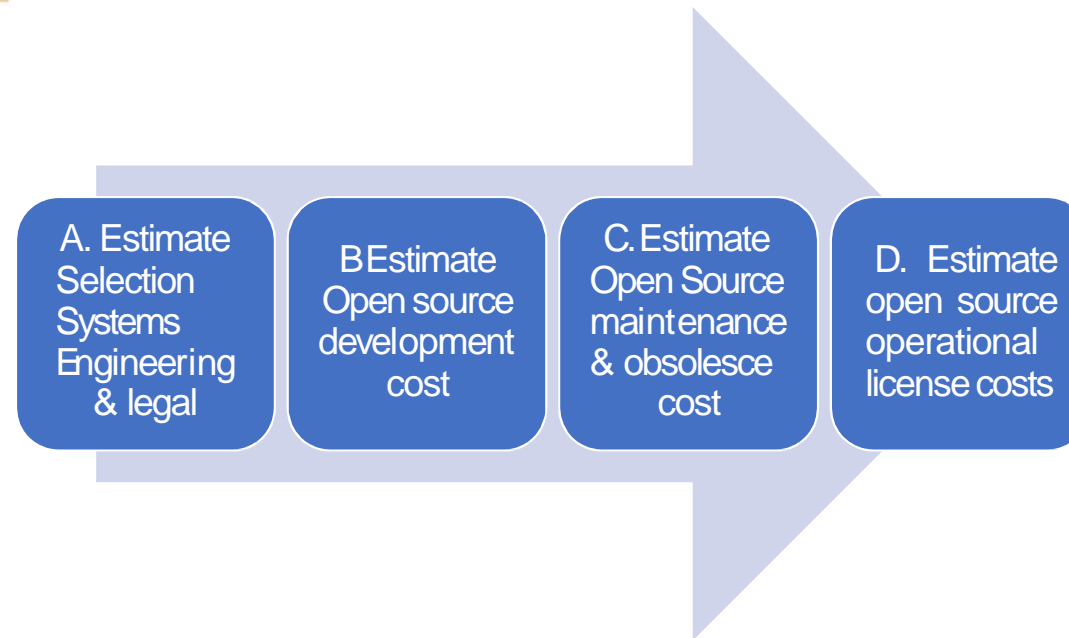 A. Estimate
Selection
Systems
Engineering
& legal
B Estimate
Open source
development
cost
C. Estimate
Open Source
maintenance
& obsolesce
cost
D. Estimate
open source
operational
license costs